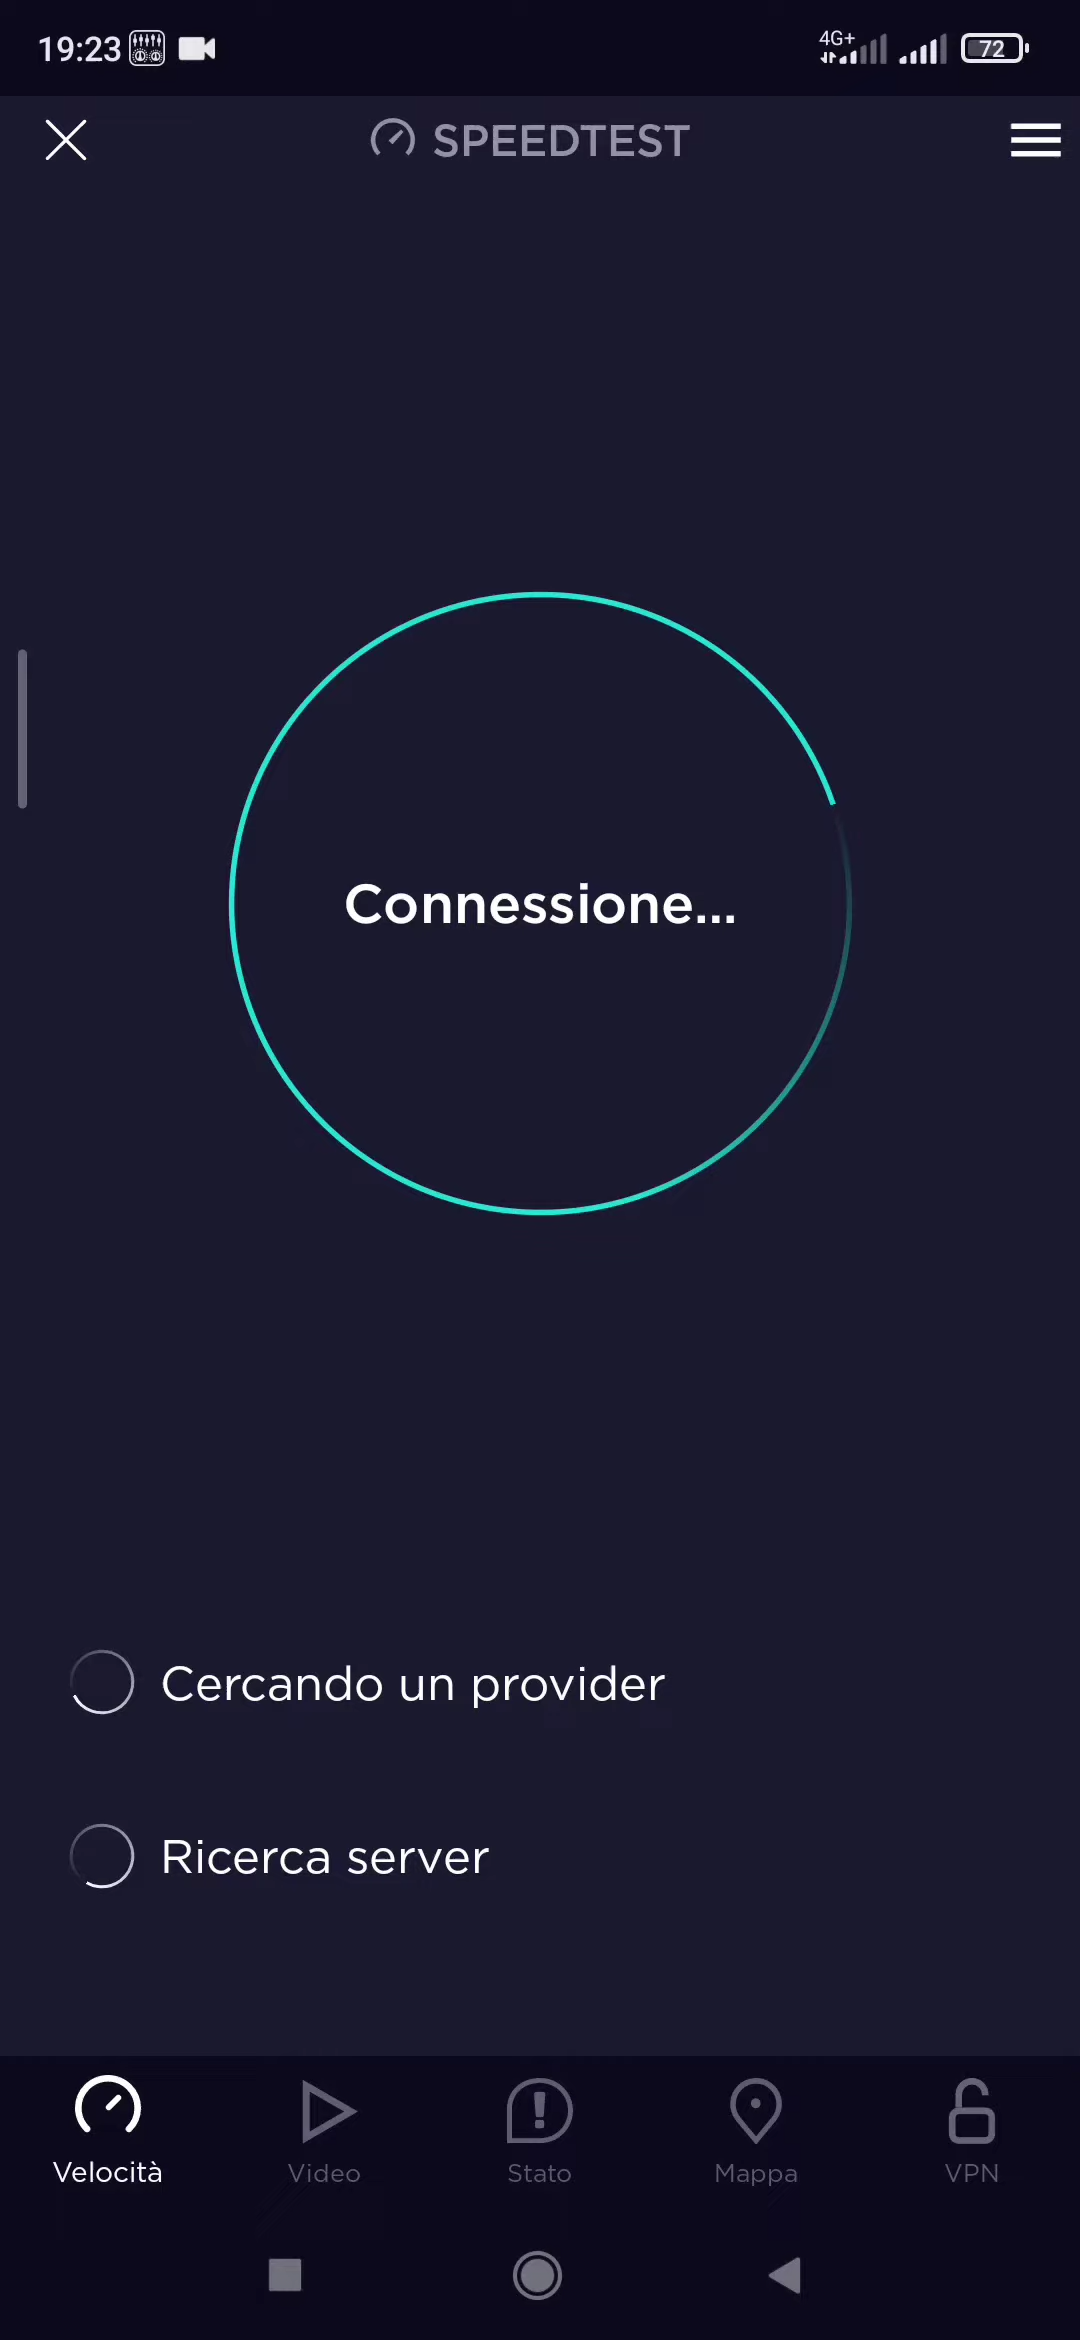 19:23 4G+ 72
SPEEDTEST
Connessione...
Cercando un provider
Ricerca server
Velocità Video Stato Mappa VPN